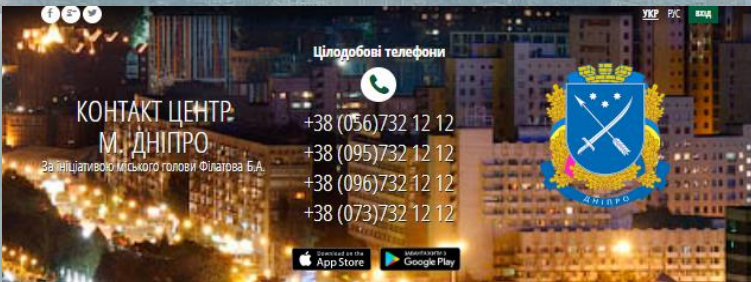 УКР РУС ВХІД
Цілодобові телефони
КОНТАКТ ЦЕНТР
М. ДНІПРО
За ініціативою міського голови Філатова Б.А.
+38 (056)732 12 12
+38 (095)732 12 12
+38 (096)732 12 12
+38 (073)732 12 12
ДНІПРО
Download on the
App Store
ЗАВАНТАЖИТИ З
Google Play